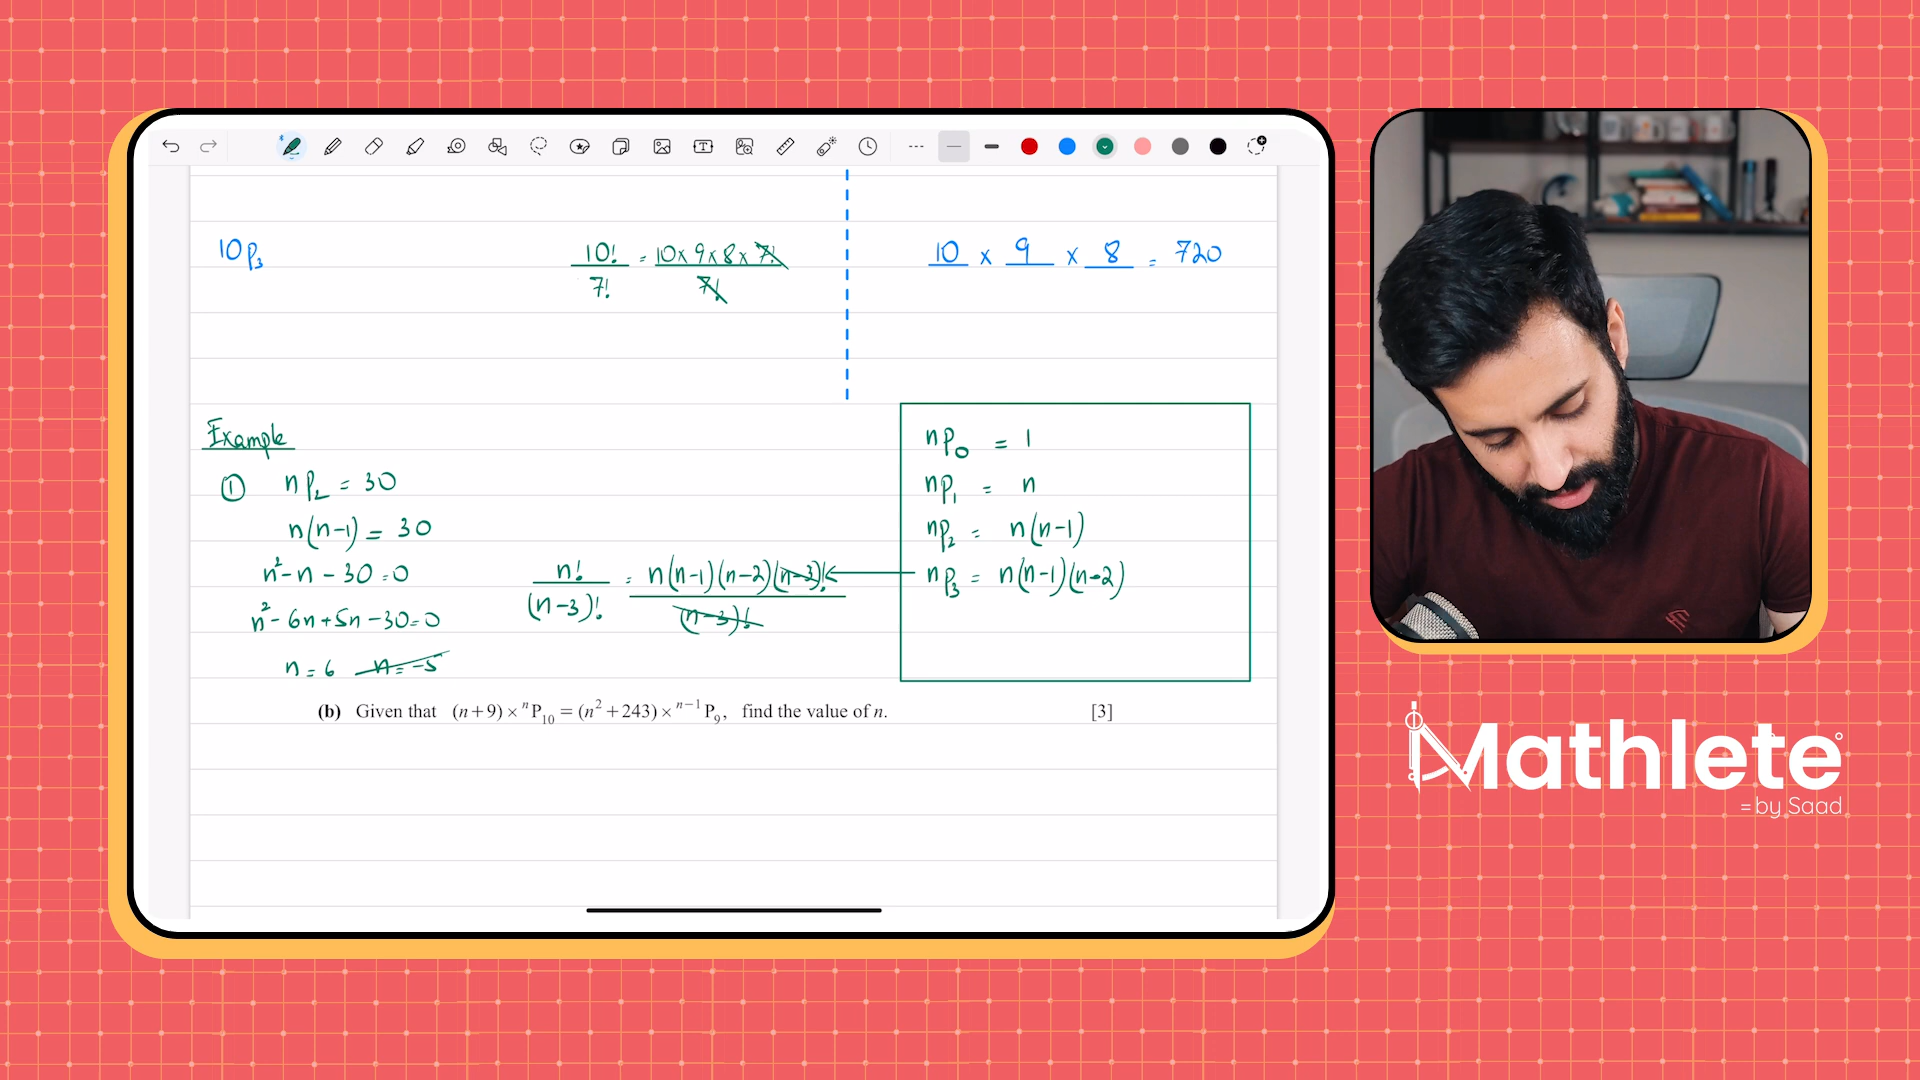 10P₃
10! / 7! = 10 x 9 x 8 x 7! / 7!
10 x 9 x 8 = 720
Example
① nP₂ = 30
n(n-1) = 30
n² - n - 30 = 0
n² - 6n + 5n - 30 = 0
n = 6 n = -5
n! / (n-3)! = n(n-1)(n-2)(n-3)! / (n-3)!
nP₀ = 1
nP₁ = n
nP₂ = n(n-1)
nP₃ = n(n-1)(n-2)
(b) Given that (n+9) × ⁿP₁₀ = (n² + 243) × ⁿ⁻¹P₉, find the value of n. [3]
Mathlete
= by Saad